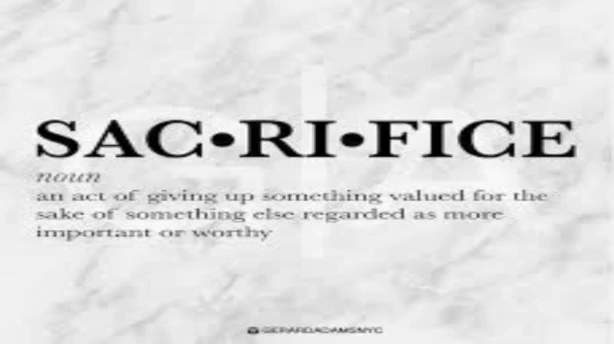 SAC•RI•FICE
noun
an act of giving up something valued for the
sake of something else regarded as more
important or worthy
@GERARDADAMSNYC